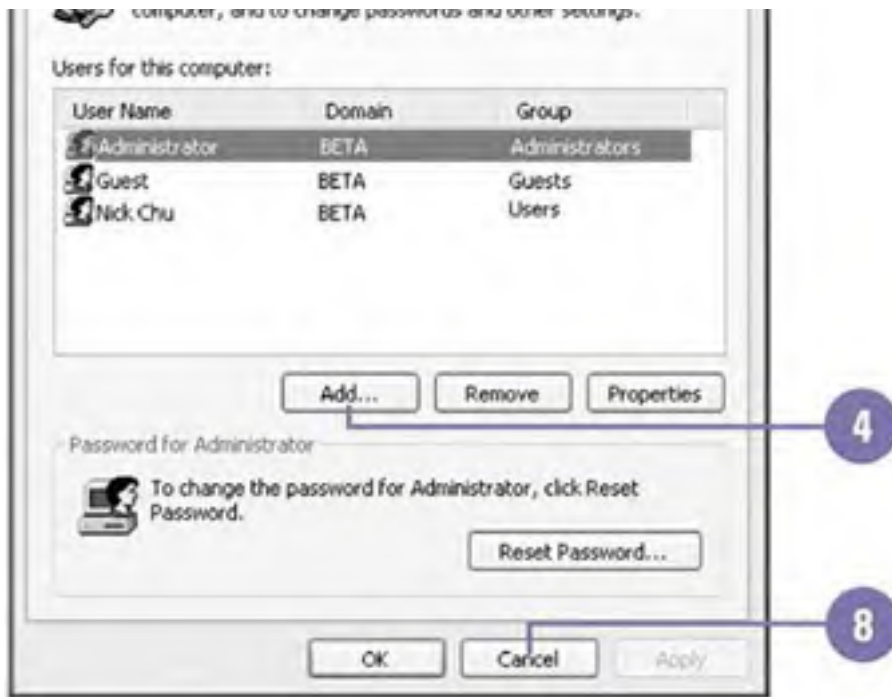 computer, and to change passwords and other settings.
Users for this computer:
User Name Domain Group
Administrator BETA Administrators
Guest BETA Guests
Nick Chu BETA Users
Add... Remove Properties
4
Password for Administrator
To change the password for Administrator, click Reset
Password.
Reset Password...
8
OK Cancel Apply